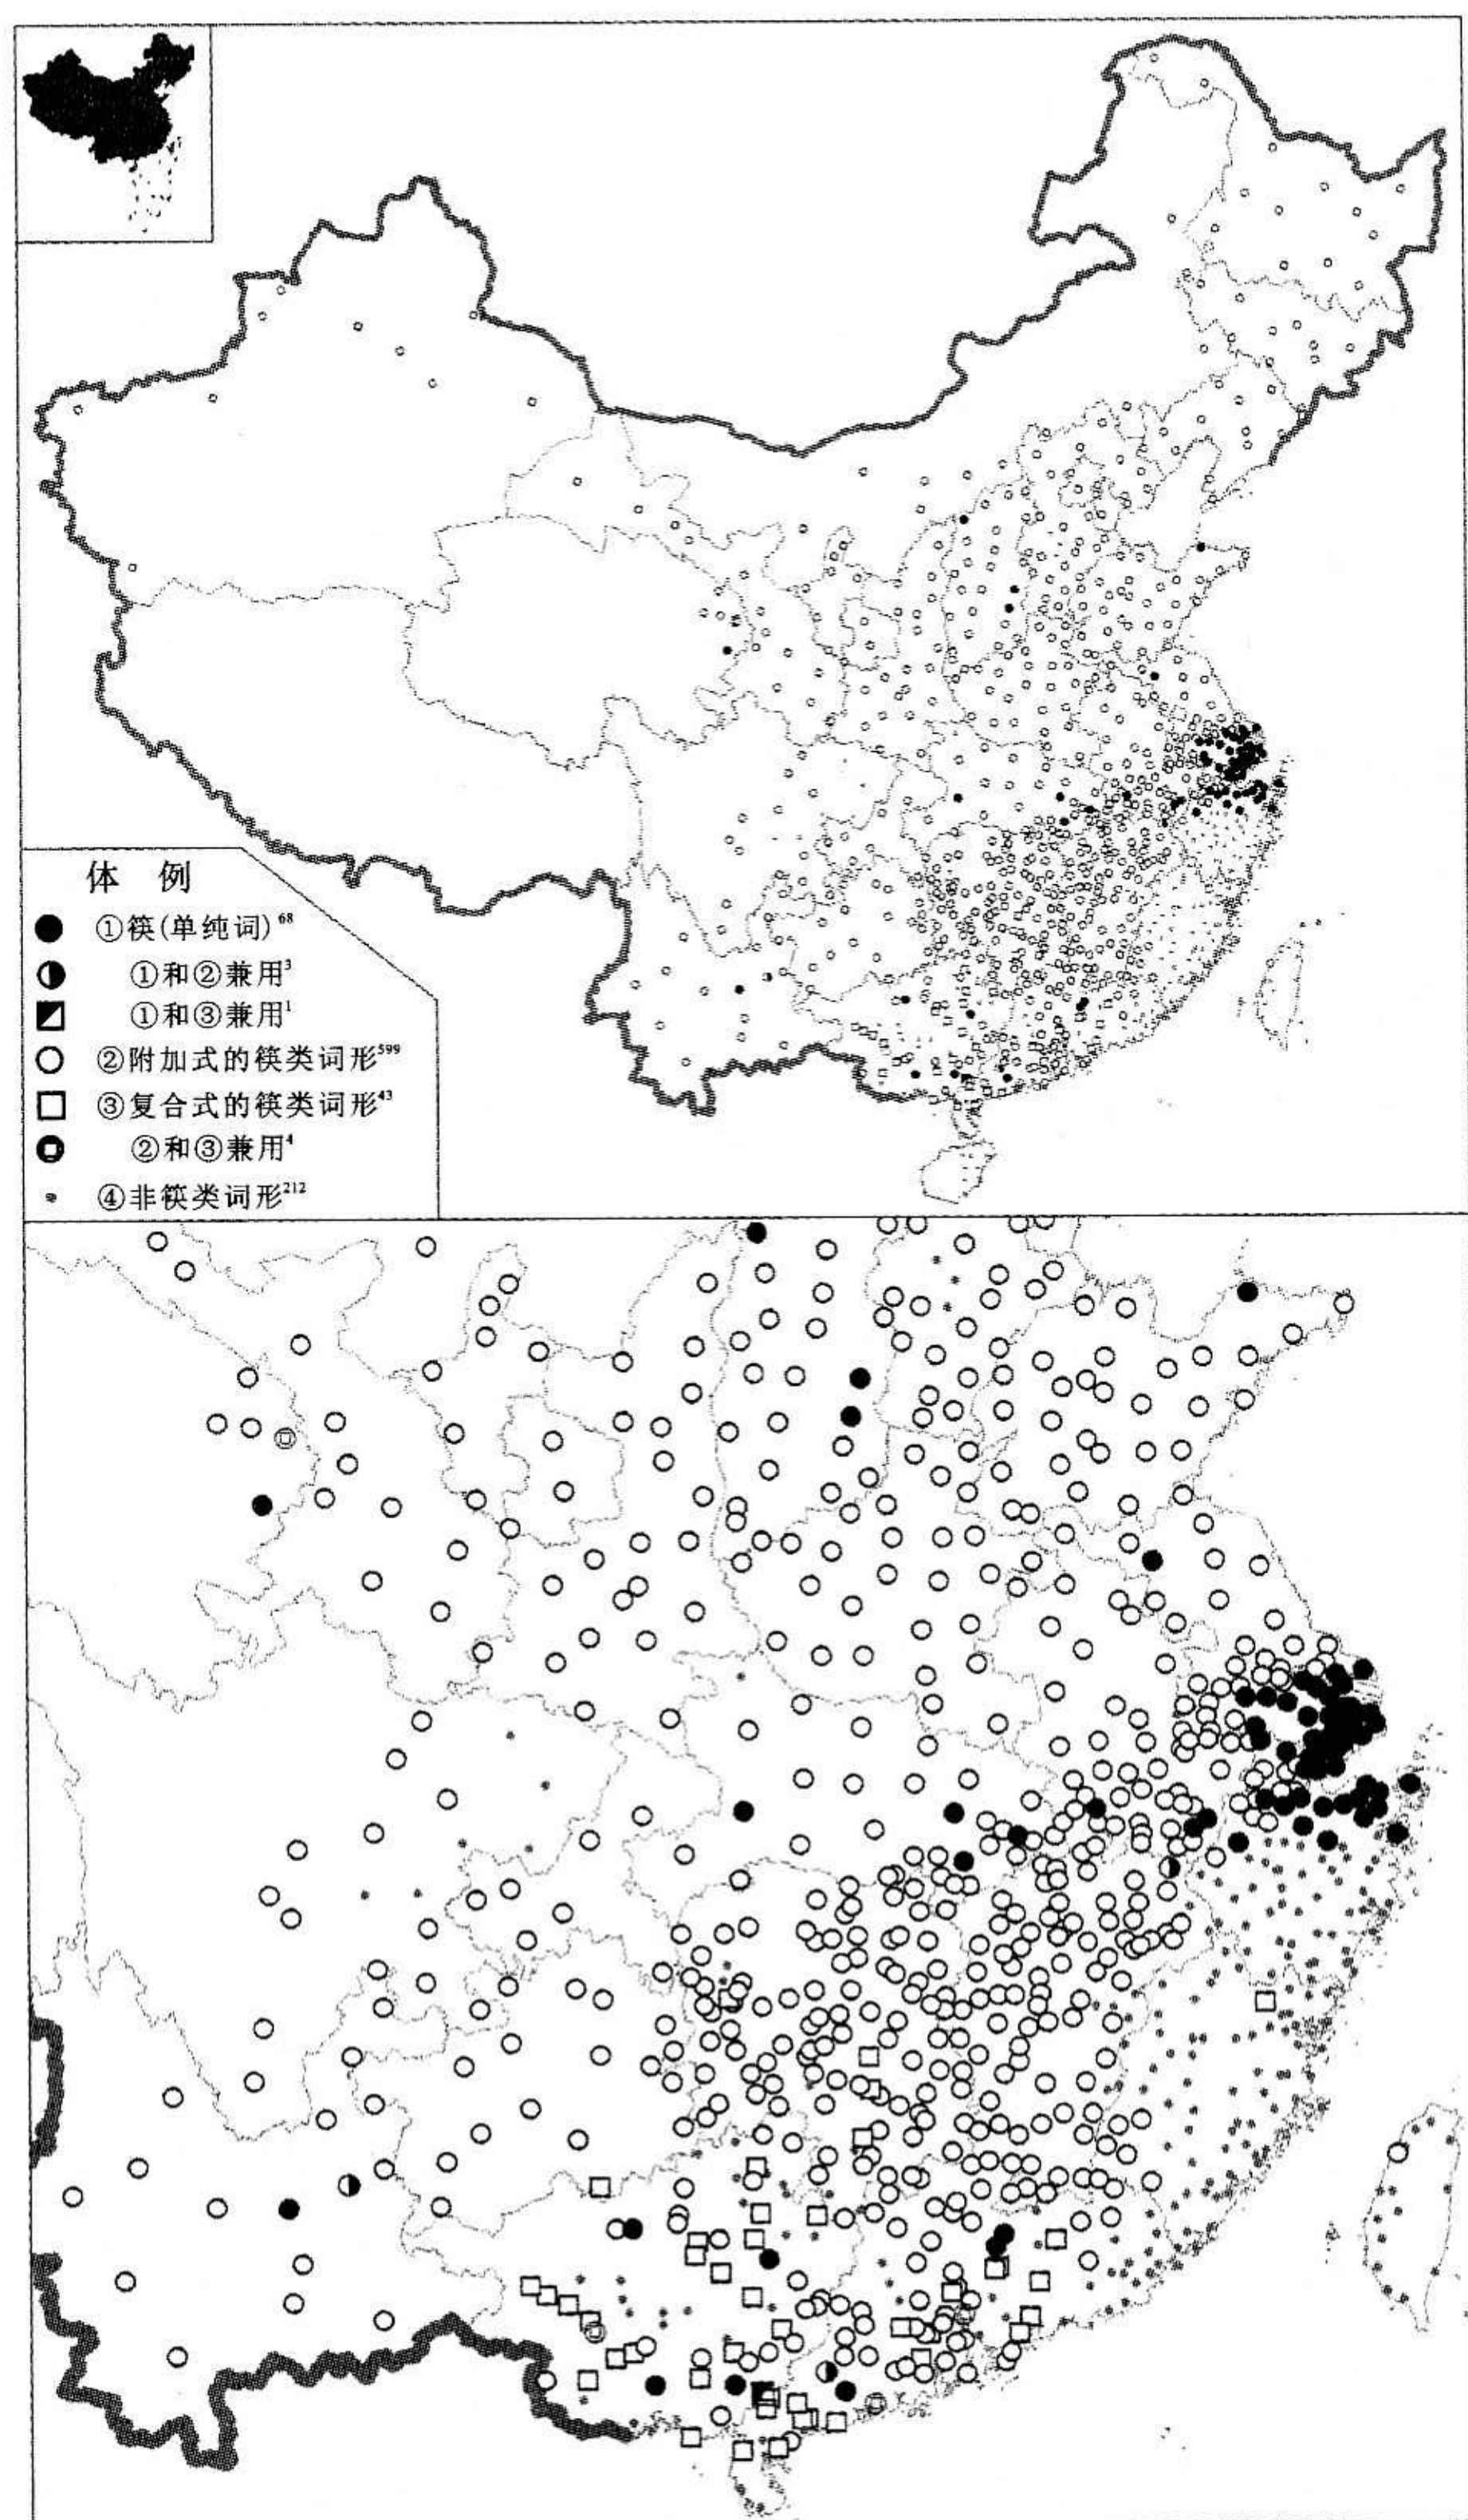 体 例
①筷(单纯词)⁶⁸
①和②兼用³
①和③兼用¹
②附加式的筷类词形⁵⁹⁹
③复合式的筷类词形⁴³
②和③兼用⁴
④非筷类词形²¹²